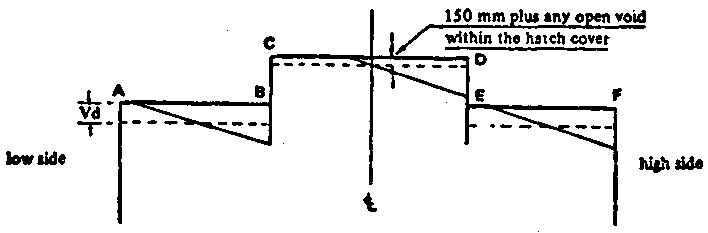 150 mm plus any open void
within the hatch cover
C
D
A
B
E
F
Vd
low side
high side
℄